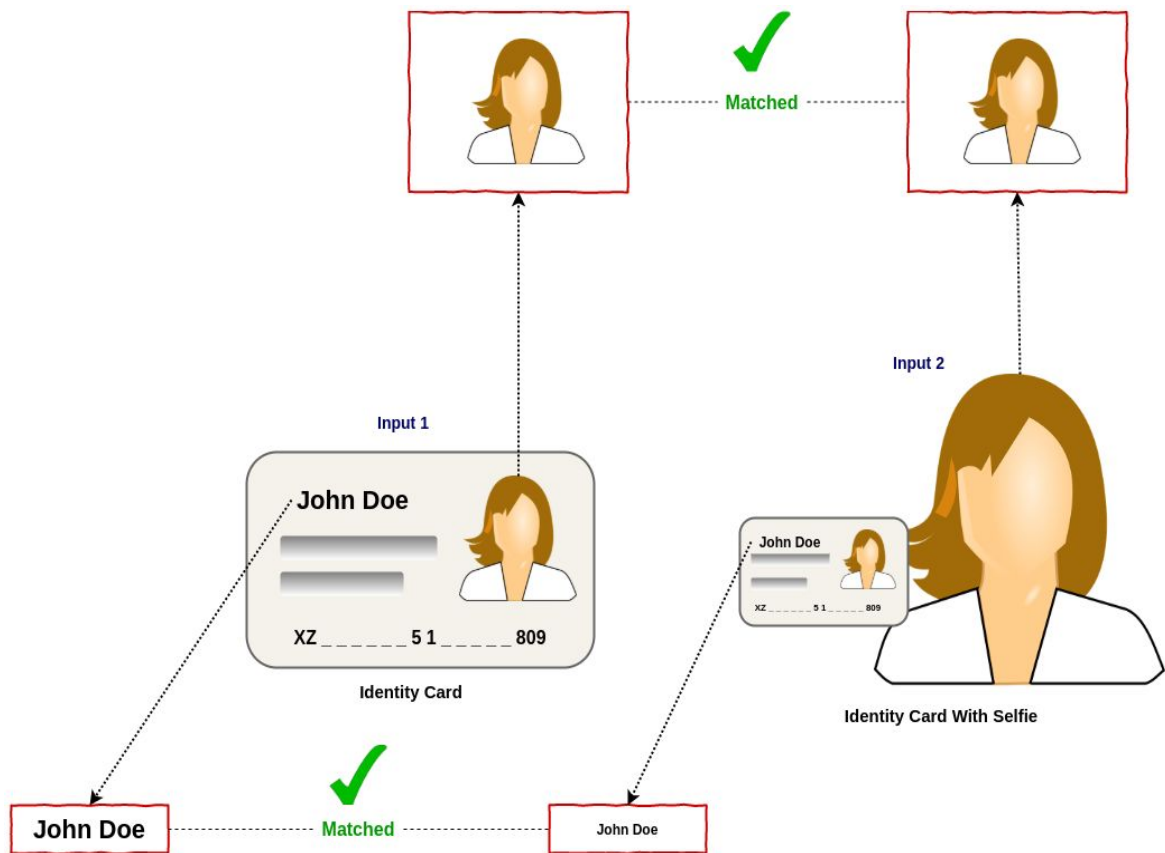 Matched
Input 2
Input 1
John Doe
XZ _ _ _ _ _ _ 5 1 _ _ _ _ _ 809
Identity Card
John Doe
XZ _ _ _ _ _ _ 5 1 _ _ _ _ _ 809
Identity Card With Selfie
John Doe
Matched
John Doe